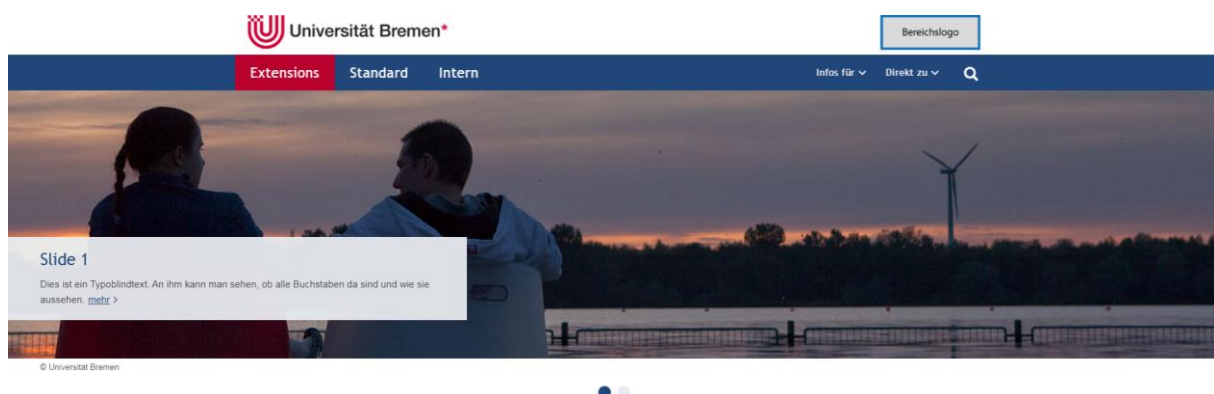 Universität Bremen*
Bereichslogo
Extensions Standard Intern Infos für Direkt zu
Slide 1
Dies ist ein Typoblindtext. An ihm kann man sehen, ob alle Buchstaben da sind und wie sie
aussehen. mehr >
© Universität Bremen